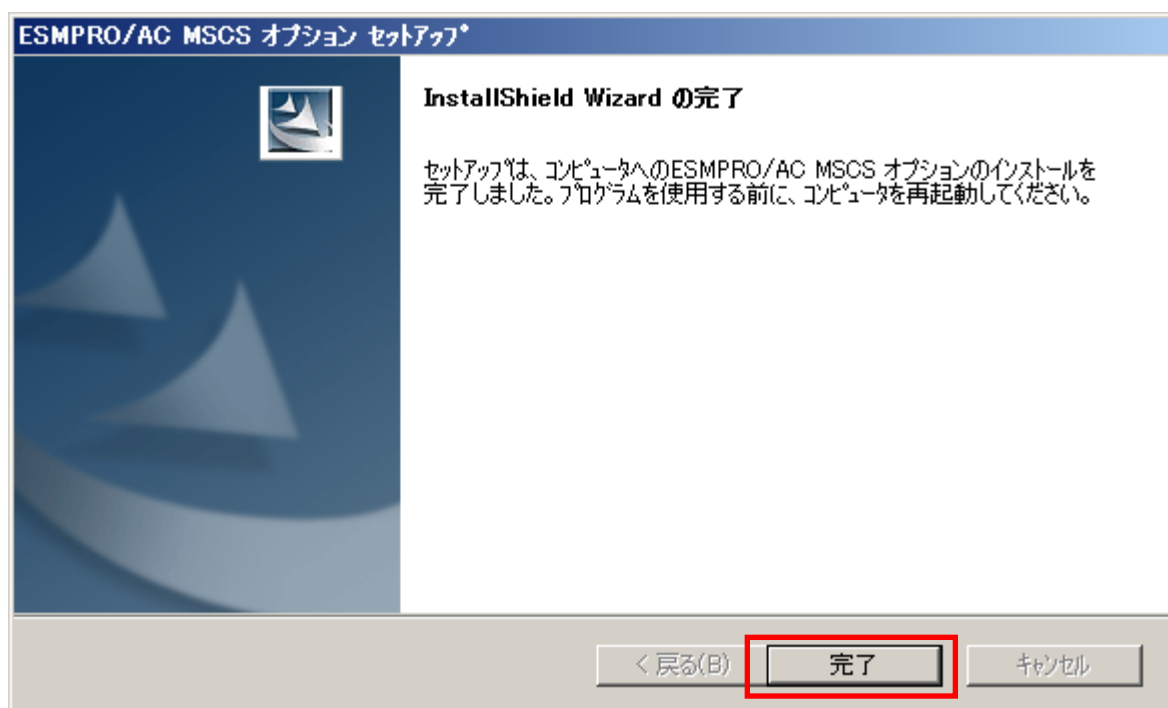 ESMPRO/AC MSCS オプション セットアップ
InstallShield Wizard の完了
セットアップは、コンピュータへのESMPRO/AC MSCS オプションのインストールを
完了しました。プログラムを使用する前に、コンピュータを再起動してください。
< 戻る(B)
完了
キャンセル